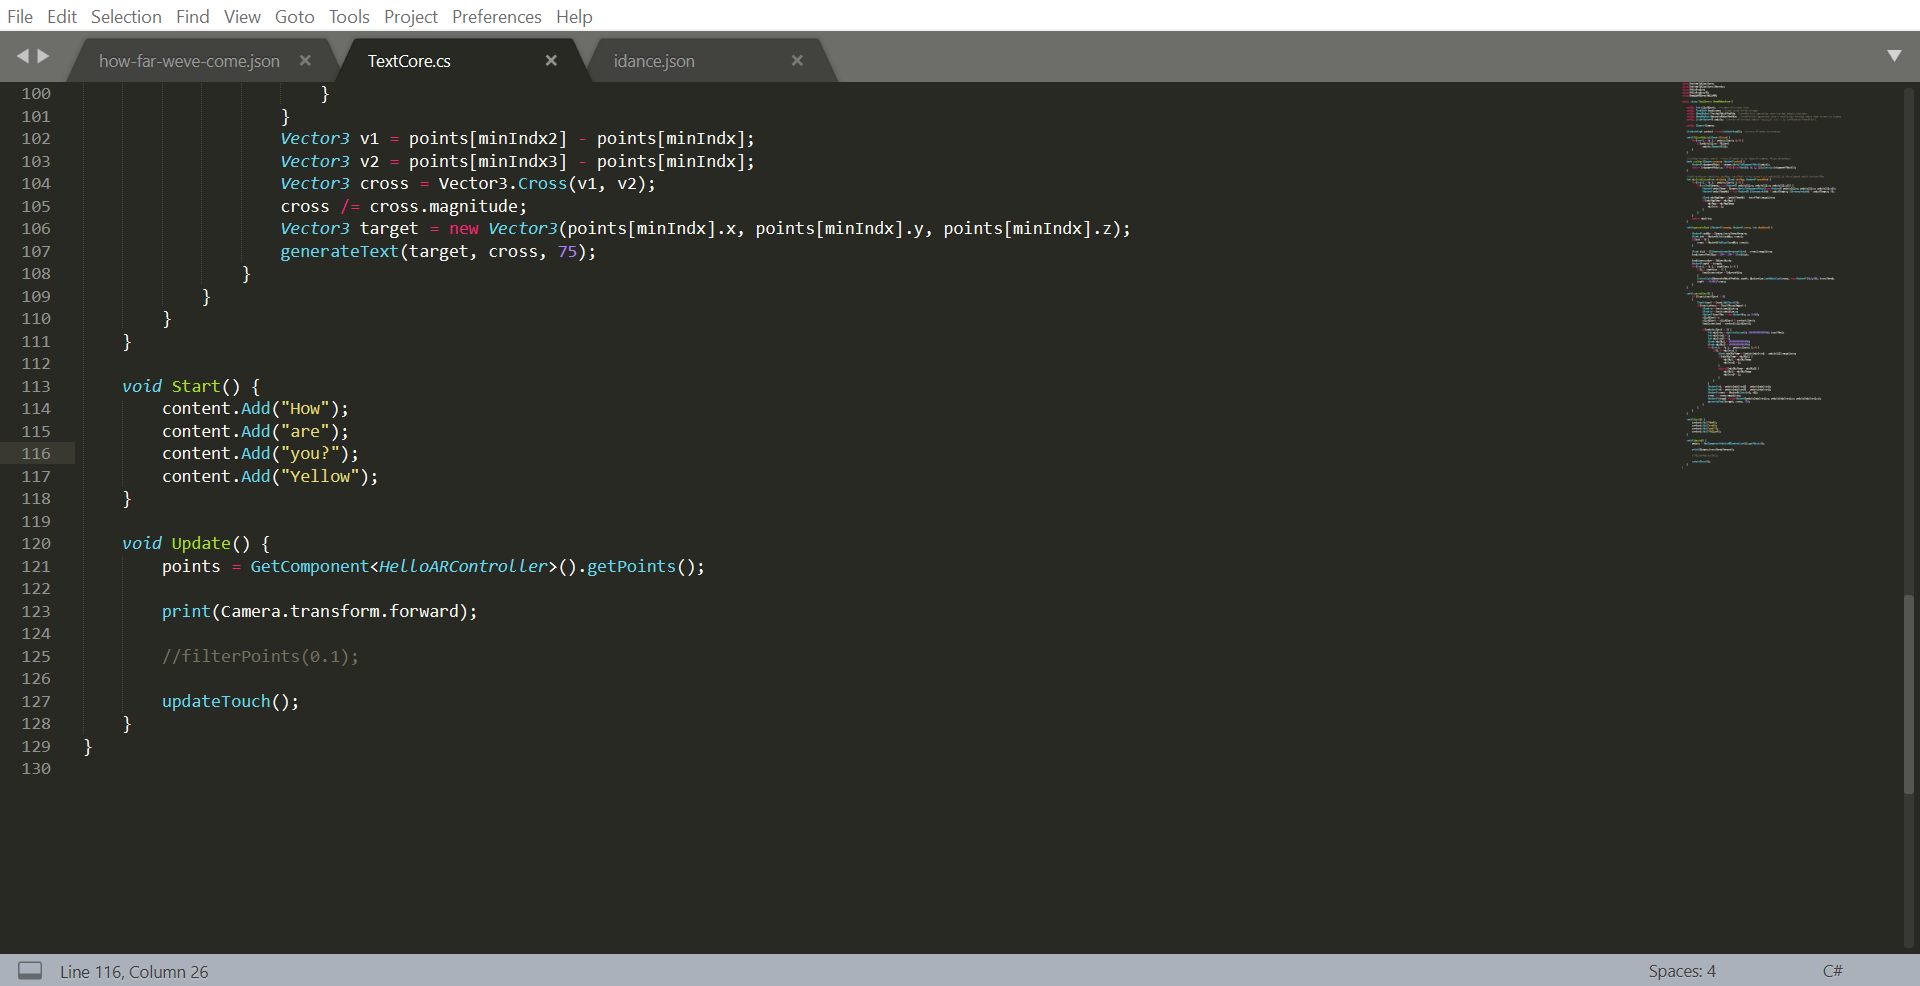 File Edit Selection Find View Goto Tools Project Preferences Help
how-far-weve-come.json × TextCore.cs × idance.json ×
100 }
101 }
102 Vector3 v1 = points[minIndx2] - points[minIndx];
103 Vector3 v2 = points[minIndx3] - points[minIndx];
104 Vector3 cross = Vector3.Cross(v1, v2);
105 cross /= cross.magnitude;
106 Vector3 target = new Vector3(points[minIndx].x, points[minIndx].y, points[minIndx].z);
107 generateText(target, cross, 75);
108 }
109 }
110 }
111 }
112
113 void Start() {
114 content.Add("How");
115 content.Add("are");
116 content.Add("you?");
117 content.Add("Yellow");
118 }
119
120 void Update() {
121 points = GetComponent<HelloARController>().getPoints();
122
123 print(Camera.transform.forward);
124
125 //filterPoints(0.1);
126
127 updateTouch();
128 }
129 }
130
Line 116, Column 26 Spaces: 4 C#